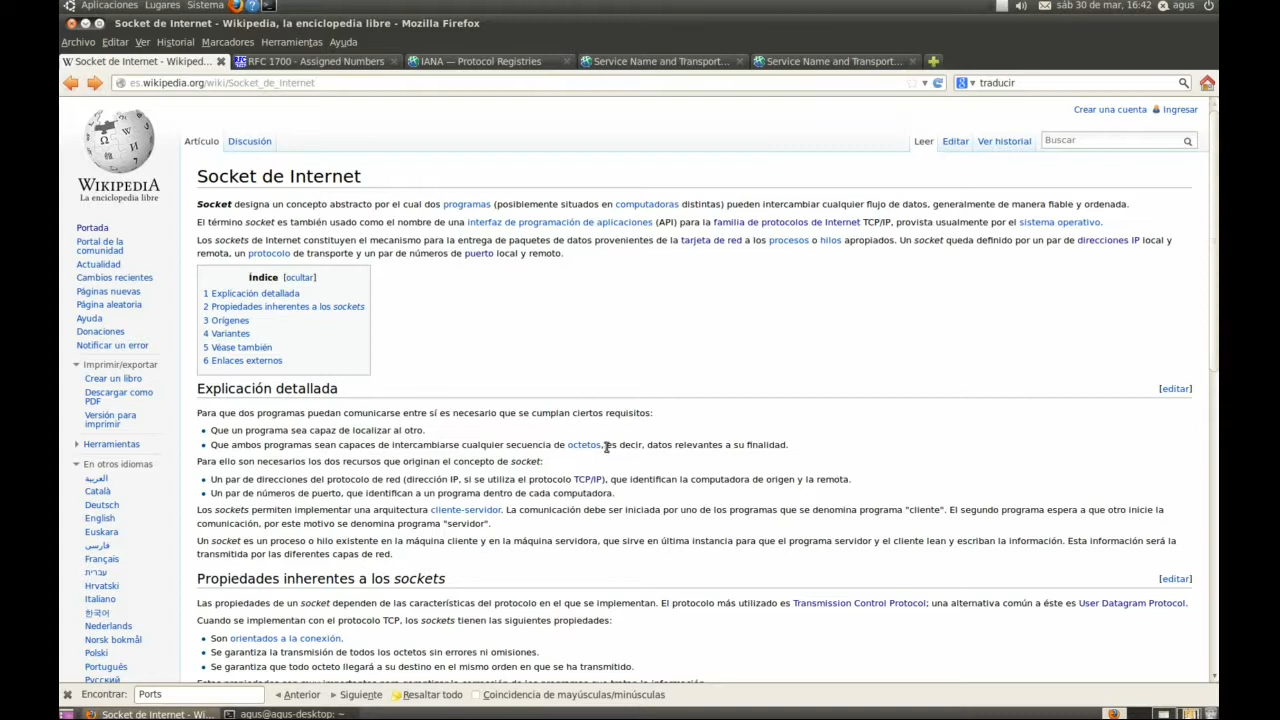 Aplicaciones Lugares Sistema sáb 30 de mar, 16:42 agus
Socket de Internet - Wikipedia, la enciclopedia libre - Mozilla Firefox
Archivo Editar Ver Historial Marcadores Herramientas Ayuda
Socket de Internet - Wikiped... RFC 1700 - Assigned Numbers IANA — Protocol Registries Service Name and Transport... Service Name and Transport...
es.wikipedia.org/wiki/Socket_de_Internet traducir
Crear una cuenta Ingresar
Artículo Discusión Leer Editar Ver historial Buscar
WIKIPEDIA
La enciclopedia libre
Portada
Portal de la
comunidad
Actualidad
Cambios recientes
Páginas nuevas
Página aleatoria
Ayuda
Donaciones
Notificar un error
Imprimir/exportar
Crear un libro
Descargar como
PDF
Versión para
imprimir
Herramientas
En otros idiomas
العربية
Català
Deutsch
English
Euskara
فارسی
Français
עברית
Hrvatski
Italiano
한국어
Nederlands
Norsk bokmål
Polski
Português
Русский
Socket de Internet
Socket designa un concepto abstracto por el cual dos programas (posiblemente situados en computadoras distintas) pueden intercambiar cualquier flujo de datos, generalmente de manera fiable y ordenada.
El término socket es también usado como el nombre de una interfaz de programación de aplicaciones (API) para la familia de protocolos de Internet TCP/IP, provista usualmente por el sistema operativo.
Los sockets de Internet constituyen el mecanismo para la entrega de paquetes de datos provenientes de la tarjeta de red a los procesos o hilos apropiados. Un socket queda definido por un par de direcciones IP local y
remota, un protocolo de transporte y un par de números de puerto local y remoto.
Índice [ocultar]
1 Explicación detallada
2 Propiedades inherentes a los sockets
3 Orígenes
4 Variantes
5 Véase también
6 Enlaces externos
Explicación detallada [editar]
Para que dos programas puedan comunicarse entre sí es necesario que se cumplan ciertos requisitos:
Que un programa sea capaz de localizar al otro.
Que ambos programas sean capaces de intercambiarse cualquier secuencia de octetos, es decir, datos relevantes a su finalidad.
Para ello son necesarios los dos recursos que originan el concepto de socket:
Un par de direcciones del protocolo de red (dirección IP, si se utiliza el protocolo TCP/IP), que identifican la computadora de origen y la remota.
Un par de números de puerto, que identifican a un programa dentro de cada computadora.
Los sockets permiten implementar una arquitectura cliente-servidor. La comunicación debe ser iniciada por uno de los programas que se denomina programa "cliente". El segundo programa espera a que otro inicie la
comunicación, por este motivo se denomina programa "servidor".
Un socket es un proceso o hilo existente en la máquina cliente y en la máquina servidora, que sirve en última instancia para que el programa servidor y el cliente lean y escriban la información. Esta información será la
transmitida por las diferentes capas de red.
Propiedades inherentes a los sockets [editar]
Las propiedades de un socket dependen de las características del protocolo en el que se implementan. El protocolo más utilizado es Transmission Control Protocol; una alternativa común a éste es User Datagram Protocol.
Cuando se implementan con el protocolo TCP, los sockets tienen las siguientes propiedades:
Son orientados a la conexión.
Se garantiza la transmisión de todos los octetos sin errores ni omisiones.
Se garantiza que todo octeto llegará a su destino en el mismo orden en que se ha transmitido.
Encontrar: Ports Anterior Siguiente Resaltar todo Coincidencia de mayúsculas/minúsculas
Socket de Internet - Wi... agus@agus-desktop: ~